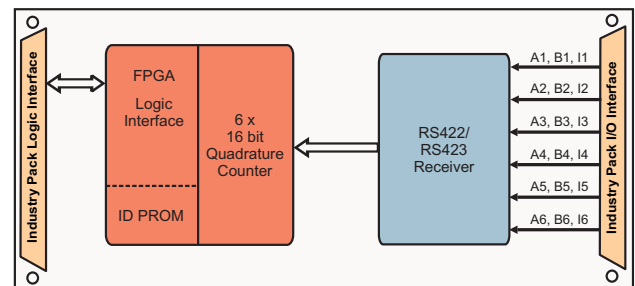 Industry Pack Logic Interface
FPGA
Logic
Interface
ID PROM
6 x
16 bit
Quadrature
Counter
RS422/
RS423
Receiver
A1, B1, I1
A2, B2, I2
A3, B3, I3
A4, B4, I4
A5, B5, I5
A6, B6, I6
Industry Pack I/O Interface